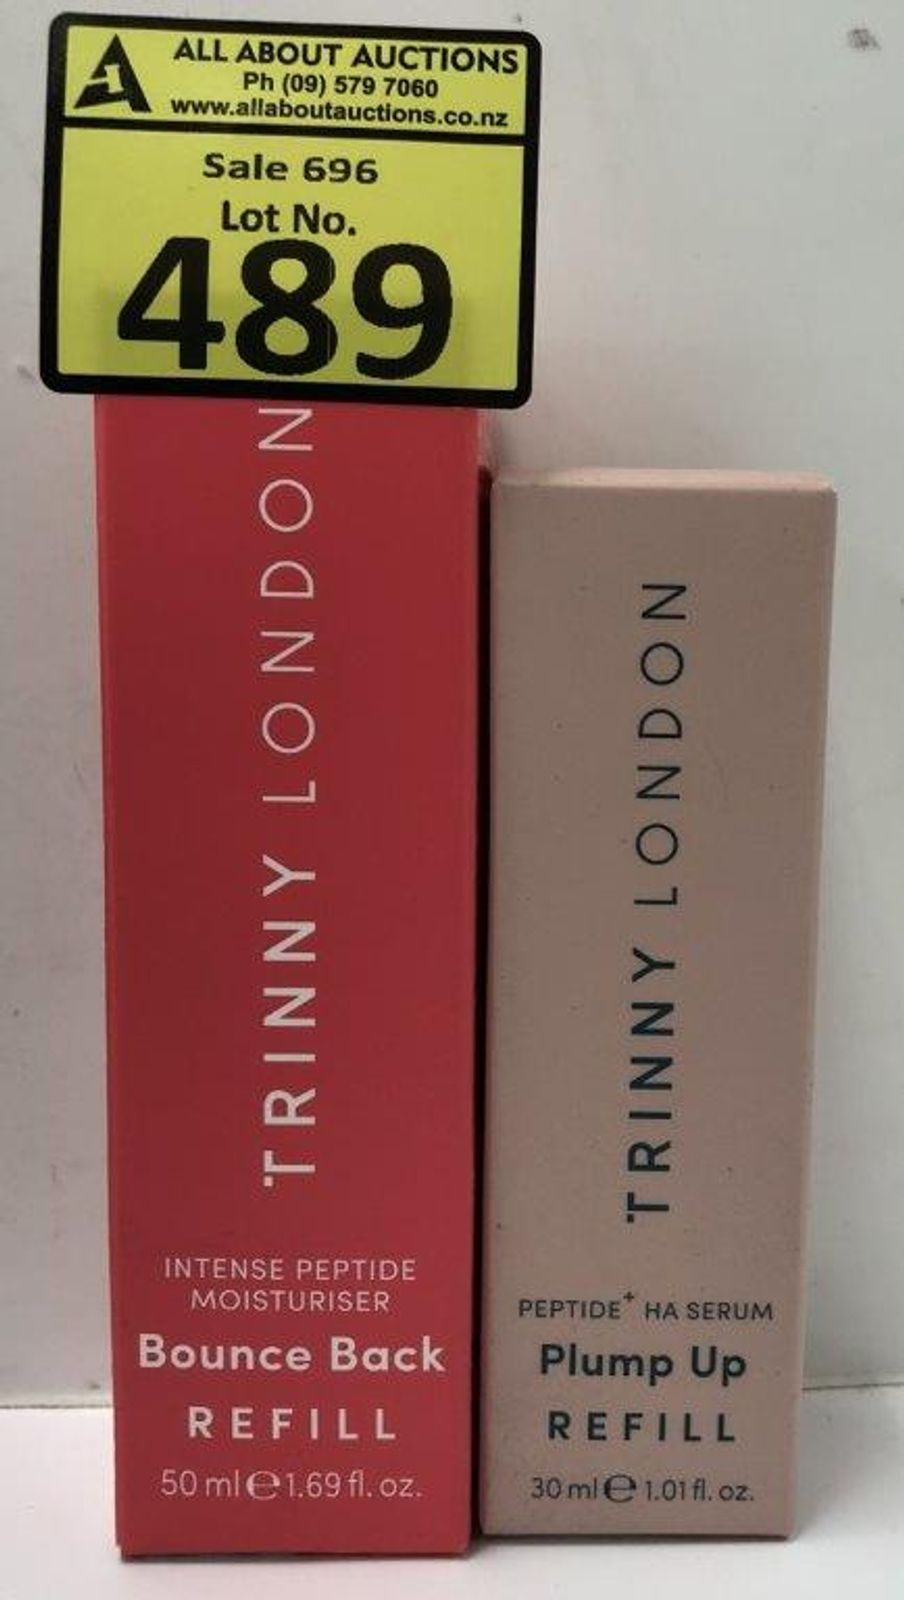 ALL ABOUT AUCTIONS
Ph (09) 579 7060
www.allaboutauctions.co.nz
Sale 696
Lot No.
489
TRINNY LONDON
INTENSE PEPTIDE
MOISTURISER
Bounce Back
REFILL
50 ml ℮ 1.69 fl. oz.
TRINNY LONDON
PEPTIDE⁺ HA SERUM
Plump Up
REFILL
30 ml ℮ 1.01 fl. oz.